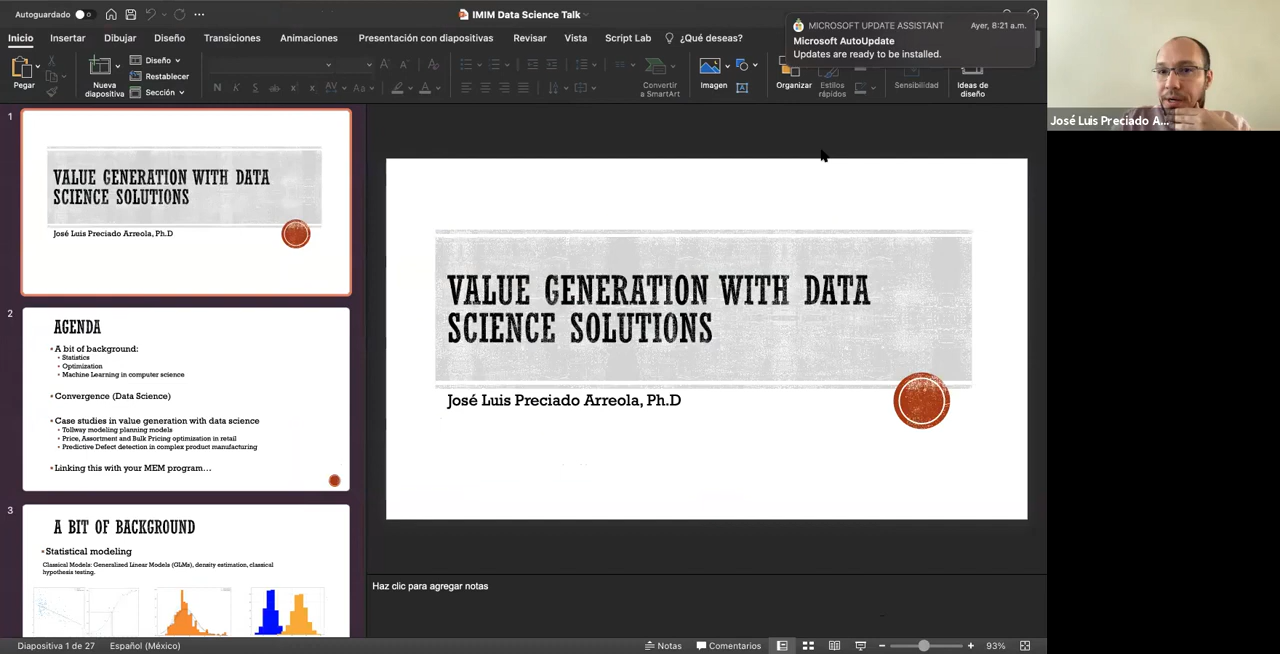 Autoguardado
IMIM Data Science Talk
MICROSOFT UPDATE ASSISTANT
Ayer, 8:21 a.m.
Microsoft AutoUpdate
Updates are ready to be installed.
Inicio Insertar Dibujar Diseño Transiciones Animaciones Presentación con diapositivas Revisar Vista Script Lab ¿Qué deseas?
Pegar
Nueva
diapositiva
Diseño
Restablecer
Sección
N K S ab
AV Aa A
Convertir
a SmartArt
Imagen
Organizar
Estilos
rápidos
Sensibilidad
Ideas de
diseño
José Luis Preciado A...
1
VALUE GENERATION WITH DATA
SCIENCE SOLUTIONS
José Luis Preciado Arreola, Ph.D
2
AGENDA
▪A bit of background:
▪ Statistics
▪ Optimization
▪ Machine Learning in computer science
▪Convergence (Data Science)
▪Case studies in value generation with data science
▪ Tollway modeling planning models
▪ Price, Assortment and Bulk Pricing optimization in retail
▪ Predictive Defect detection in complex product manufacturing
▪Linking this with your MEM program...
3
A BIT OF BACKGROUND
▪Statistical modeling
Classical Models: Generalized Linear Models (GLMs), density estimation, classical
hypothesis testing.
VALUE GENERATION WITH DATA
SCIENCE SOLUTIONS
José Luis Preciado Arreola, Ph.D
Haz clic para agregar notas
Diapositiva 1 de 27 Español (México) Notas Comentarios 93%